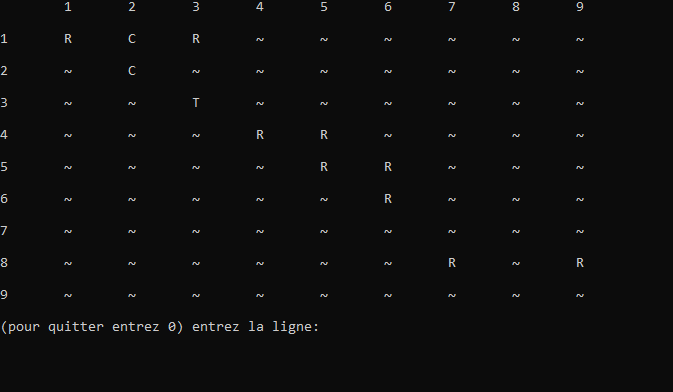 1 2 3 4 5 6 7 8 9
1 R C R ~ ~ ~ ~ ~ ~
2 ~ C ~ ~ ~ ~ ~ ~ ~
3 ~ ~ T ~ ~ ~ ~ ~ ~
4 ~ ~ ~ R R ~ ~ ~ ~
5 ~ ~ ~ ~ R R ~ ~ ~
6 ~ ~ ~ ~ ~ R ~ ~ ~
7 ~ ~ ~ ~ ~ ~ ~ ~ ~
8 ~ ~ ~ ~ ~ ~ R ~ R
9 ~ ~ ~ ~ ~ ~ ~ ~ ~
(pour quitter entrez 0) entrez la ligne: